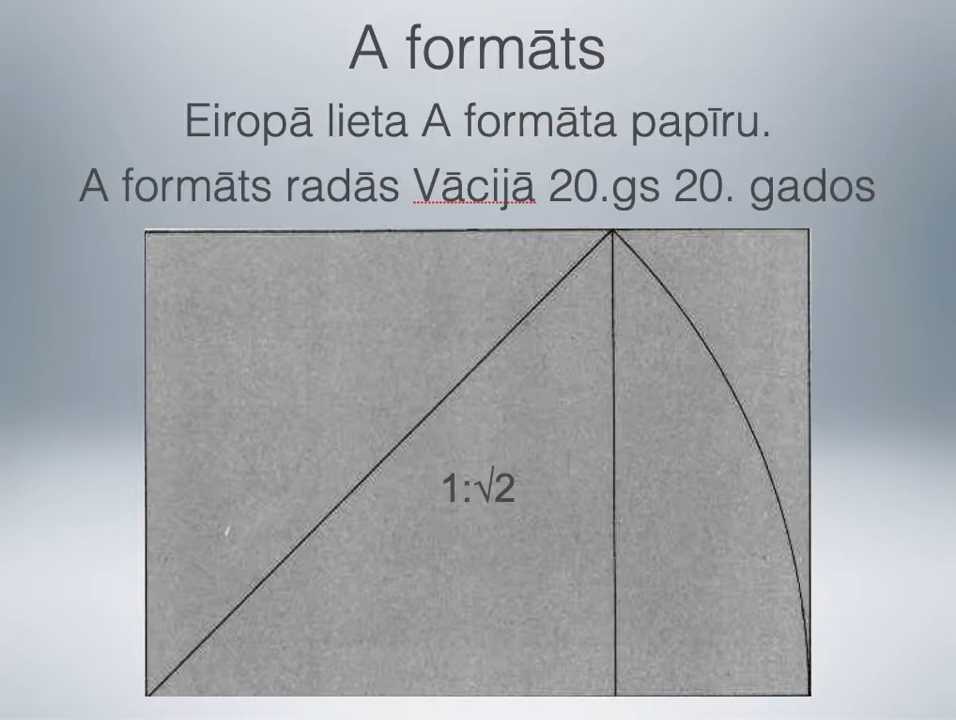 A formāts
Eiropā lieta A formāta papīru.
A formāts radās Vācijā 20.gs 20. gados
1:√2